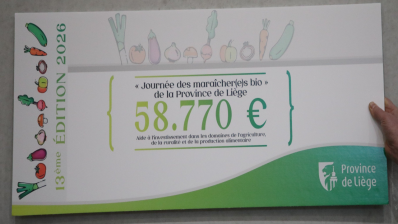 13ème ÉDITION 2026
« Journée des maraîcher(e)s bio »
de la Province de Liège
58.770 €
Aide à l'investissement dans les domaines de l'agriculture,
de la ruralité et de la production alimentaire
Province
de Liège